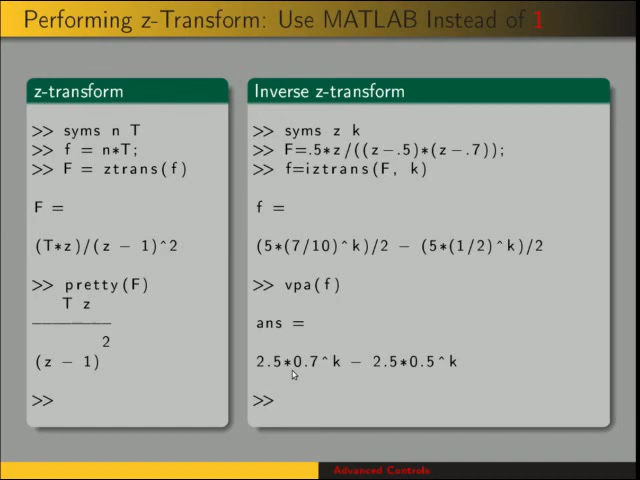 Performing z-Transform: Use MATLAB Instead of 1
z-transform
>> syms n T
>> f = n*T;
>> F = ztrans(f)
F =
(T*z)/(z - 1)^2
>> pretty(F)
T z
--------
2
(z - 1)
>>
Inverse z-transform
>> syms z k
>> F=.5*z/((z-.5)*(z-.7));
>> f=iztrans(F, k)
f =
(5*(7/10)^k)/2 - (5*(1/2)^k)/2
>> vpa(f)
ans =
2.5*0.7^k - 2.5*0.5^k
>>
Advanced Controls